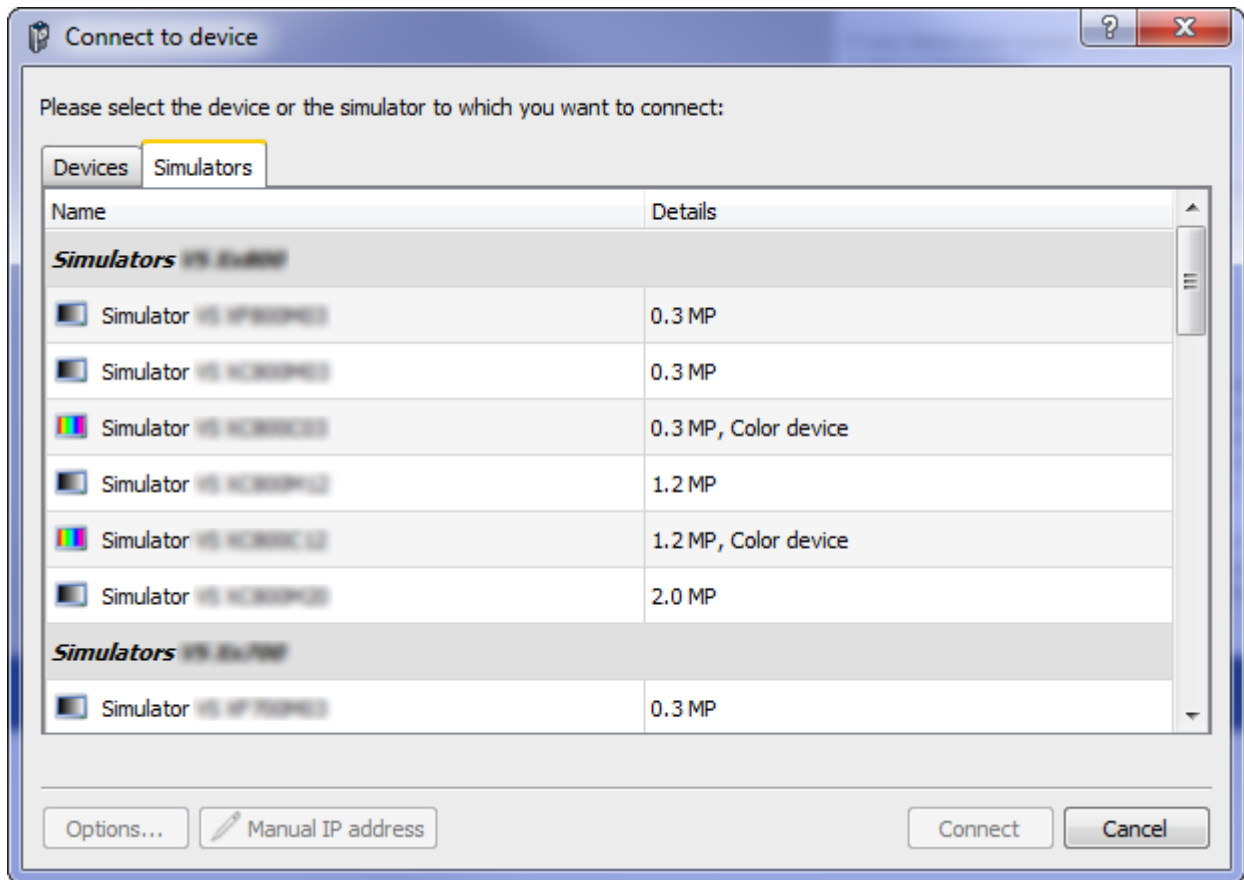 Connect to device
Please select the device or the simulator to which you want to connect:
Devices Simulators
Name Details
Simulators
Simulator 0.3 MP
Simulator 0.3 MP
Simulator 0.3 MP, Color device
Simulator 1.2 MP
Simulator 1.2 MP, Color device
Simulator 2.0 MP
Simulators
Simulator 0.3 MP
Options... Manual IP address Connect Cancel